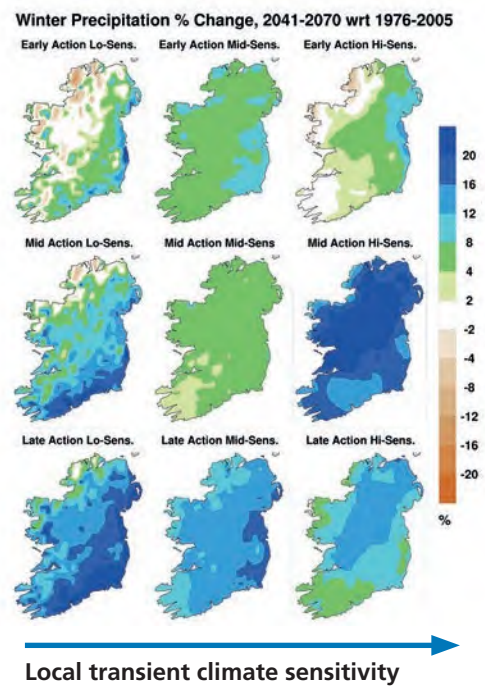 Winter Precipitation % Change, 2041-2070 wrt 1976-2005
Early Action Lo-Sens.
Early Action Mid-Sens.
Early Action Hi-Sens.
Mid Action Lo-Sens.
Mid Action Mid-Sens
Mid Action Hi-Sens.
Late Action Lo-Sens.
Late Action Mid-Sens.
Late Action Hi-Sens.
20
16
12
8
4
2
-2
-4
-8
-12
-16
-20
%
Local transient climate sensitivity